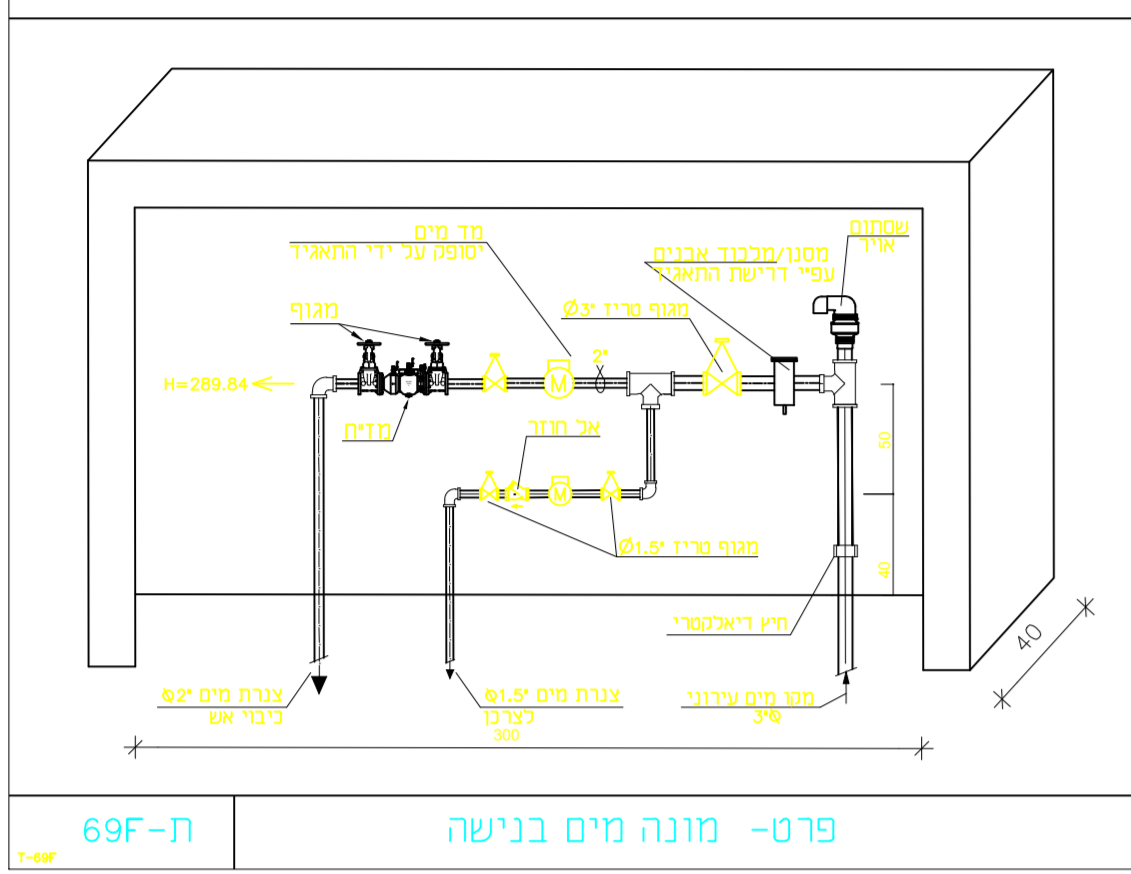 שסתום
אויר
מד מים
יסופק על ידי התאגיד
מסנן/מלכוד אבנים
עפ"י דרישת התאגיד
מגוף
מגוף טריז Ø3"
2"
H=289.84
M
מז"ח
אל חוזר
50
M
מגוף טריז Ø1.5"
40
חיץ דיאלקטרי
40
צנרת מים Ø2"
כיבוי אש
צנרת מים Ø1.5"
לצרכן
מקו מים עירוני
3"Ø
300
פרט- מונה מים בנישה
ת-69F
T-69F